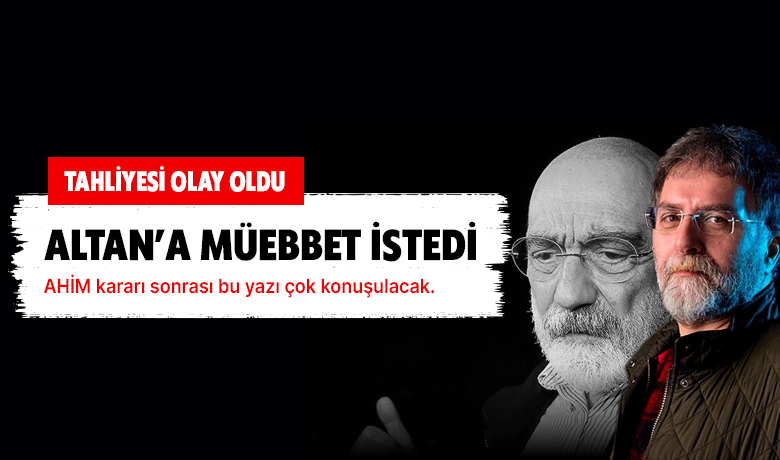 TAHLİYESİ OLAY OLDU
ALTAN’A MÜEBBET İSTEDİ
AHİM kararı sonrası bu yazı çok konuşulacak.